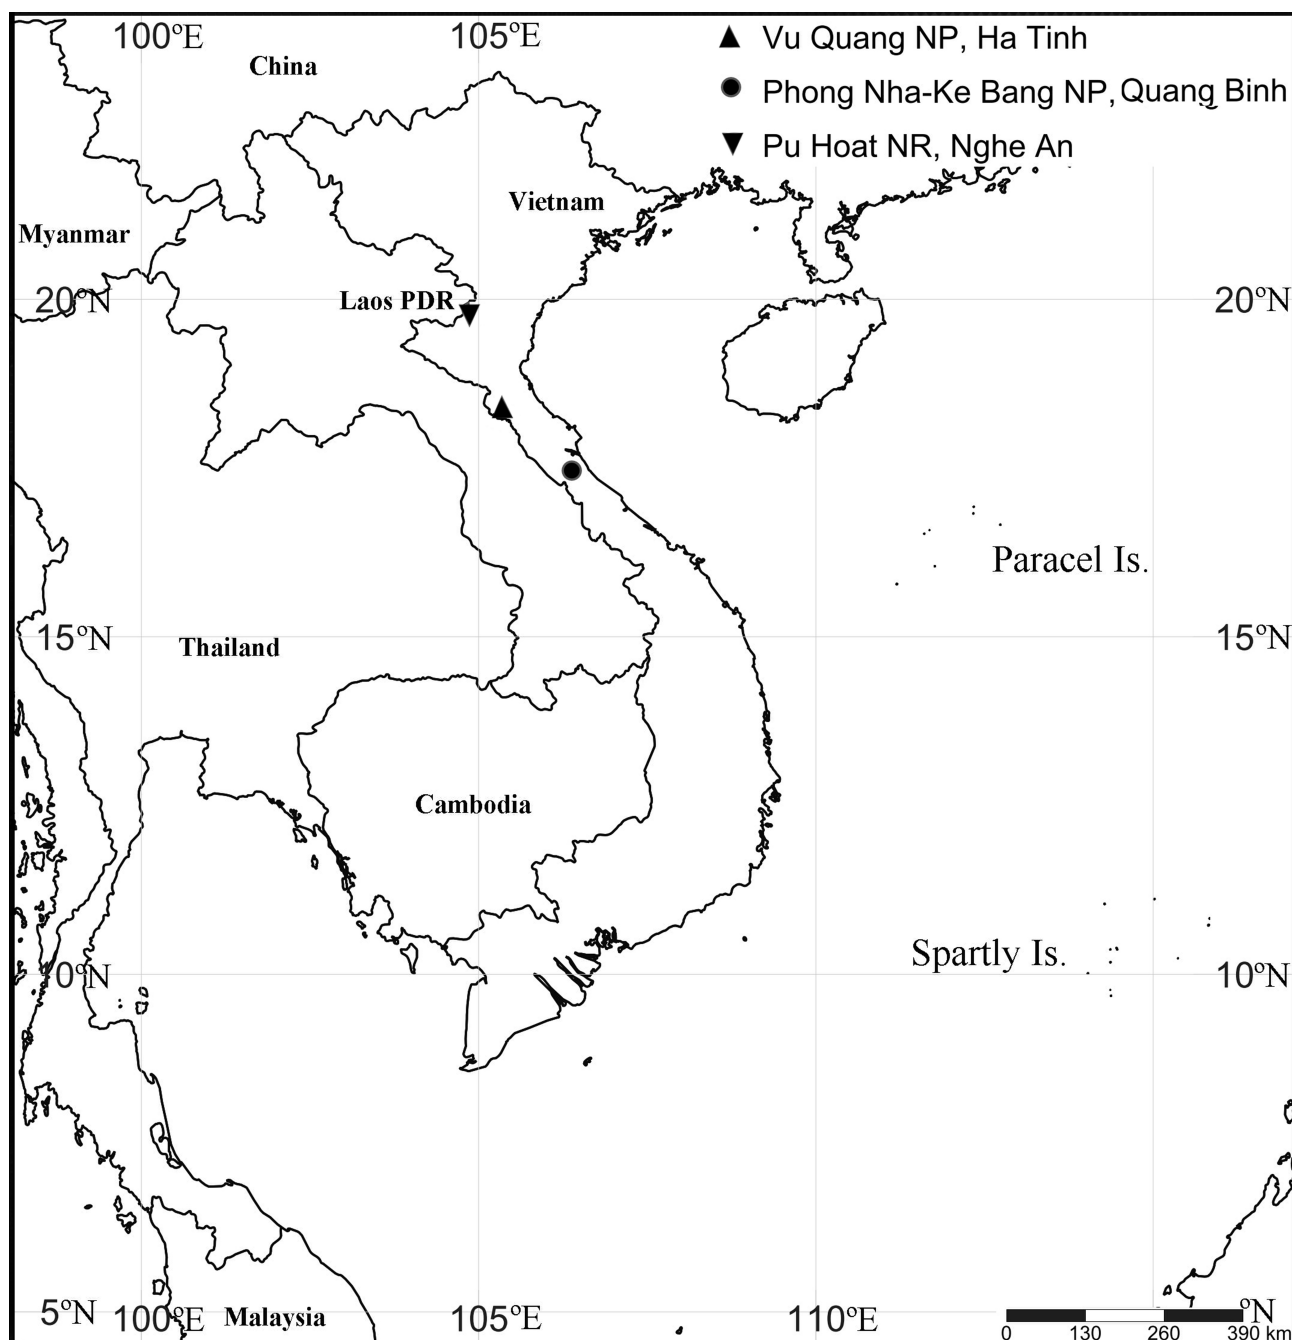 100ºE
105ºE
▲ Vu Quang NP, Ha Tinh
China
● Phong Nha-Ke Bang NP, Quang Binh
▼ Pu Hoat NR, Nghe An
Vietnam
Myanmar
20ºN
Laos PDR
20ºN
Paracel Is.
15ºN
Thailand
15ºN
Cambodia
Spartly Is.
10ºN
10ºN
5ºN
100ºE
Malaysia
105ºE
110ºE
ºN
0 130 260 390 km